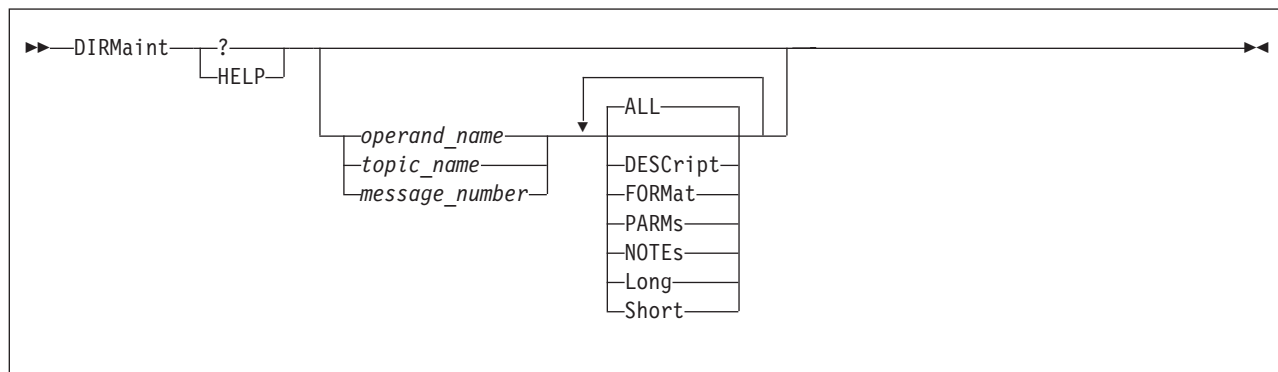 DIRMaint ?
HELP
ALL
operand_name
topic_name
DESCript
message_number
FORMat
PARMs
NOTEs
Long
Short